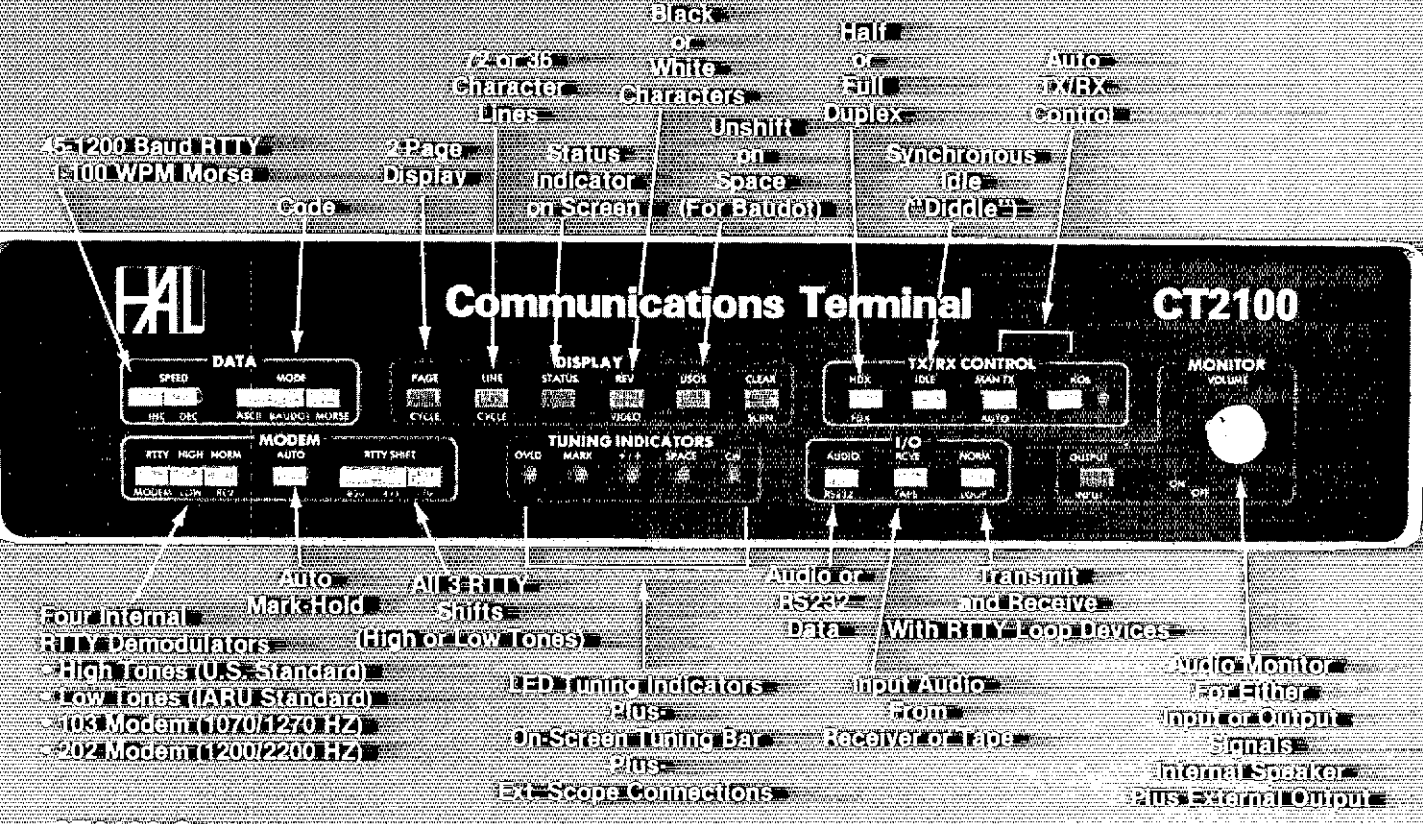 Black
or
White
Characters
Half
or
Full
Duplex
Auto
TX/RX
Control
72 or 36
Character
Lines
Unshift
on
Space
(For Baudot)
45-1200 Baud RTTY
1-100 WPM Morse
Code
2 Page
Display
Status
Indicator
on Screen
Synchronous
Idle
("Diddle")
HAL
Communications Terminal
CT2100
DATA
SPEED
MODE
INC DEC
ASCII BAUDOT MORSE
DISPLAY
PAGE
LINE
STATUS
REV
USOS
CLEAR
CYCLE
CYCLE
VIDEO
SCRN
TX/RX CONTROL
HDX
IDLE
MAN TX
KOS
FDX
AUTO
MONITOR
VOLUME
MODEM
RTTY HIGH NORM
AUTO
RTTY SHIFT
MODEM LOW REV
TUNING INDICATORS
OVLD
MARK
+/+
SPACE
CW
I/O
AUDIO
RCVE
NORM
RS232
TAPE
LOOP
OUTPUT
INPUT
ON
OFF
Four Internal
RTTY Demodulators
• High Tones (U.S. Standard)
• Low Tones (IARU Standard)
• 103 Modem (1070/1270 HZ)
• 202 Modem (1200/2200 HZ)
Auto
Mark-Hold
All 3 RTTY
Shifts
(High or Low Tones)
LED Tuning Indicators
Plus
On-Screen Tuning Bar
Plus
Ext. Scope Connections
Audio or
RS232
Data
Input Audio
From
Receiver or Tape
Transmit
and Receive
With RTTY Loop Devices
Audio Monitor
For Either
Input or Output
Signals
Internal Speaker
Plus External Output